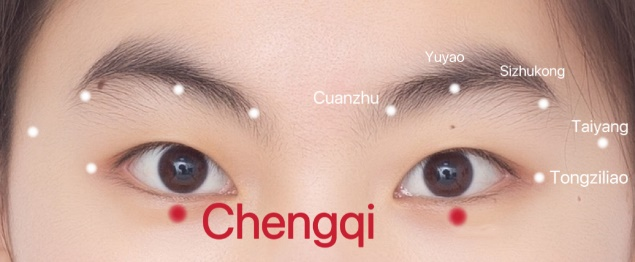 Yuyao
Sizhukong
Cuanzhu
Taiyang
Tongziliao
Chengqi